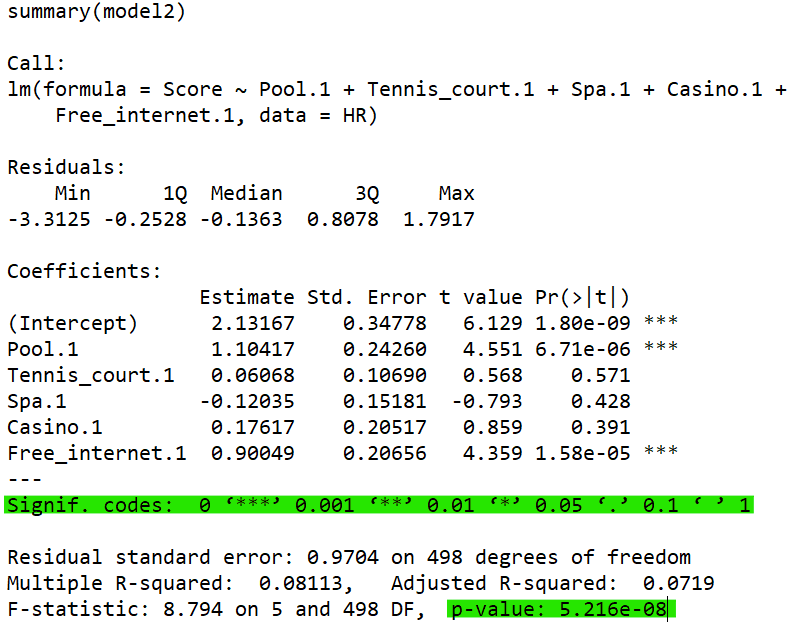 summary(model2)
Call:
lm(formula = Score ~ Pool.1 + Tennis_court.1 + Spa.1 + Casino.1 +
    Free_internet.1, data = HR)
Residuals:
    Min      1Q  Median      3Q     Max
-3.3125 -0.2528 -0.1363  0.8078  1.7917
Coefficients:
                Estimate Std. Error t value Pr(>|t|)
(Intercept)      2.13167    0.34778   6.129 1.80e-09 ***
Pool.1           1.10417    0.24260   4.551 6.71e-06 ***
Tennis_court.1   0.06068    0.10690   0.568    0.571
Spa.1           -0.12035    0.15181  -0.793    0.428
Casino.1         0.17617    0.20517   0.859    0.391
Free_internet.1  0.90049    0.20656   4.359 1.58e-05 ***
---
Signif. codes:  0 ‘***’ 0.001 ‘**’ 0.01 ‘*’ 0.05 ‘.’ 0.1 ‘ ’ 1
Residual standard error: 0.9704 on 498 degrees of freedom
Multiple R-squared:  0.08113,   Adjusted R-squared:  0.0719
F-statistic: 8.794 on 5 and 498 DF,  p-value: 5.216e-08